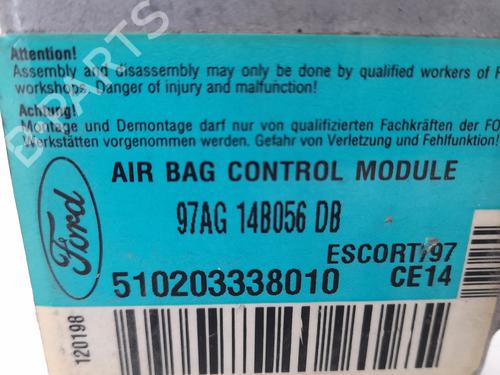 Attention!
Assembly and disassembly may only be done by qualified workers of F
workshops. Danger of injury and malfunction!
Achtung!
Montage und Demontage darf nur von qualifizierten Fachkräften der FO
Werkstätten vorgenommen werden. Gefahr von Verletzung und Fehlfunktion!
Ford
AIR BAG CONTROL MODULE
97AG 14B056 DB
ESCORT/97
510203338010
CE14
120198
B-PARTS